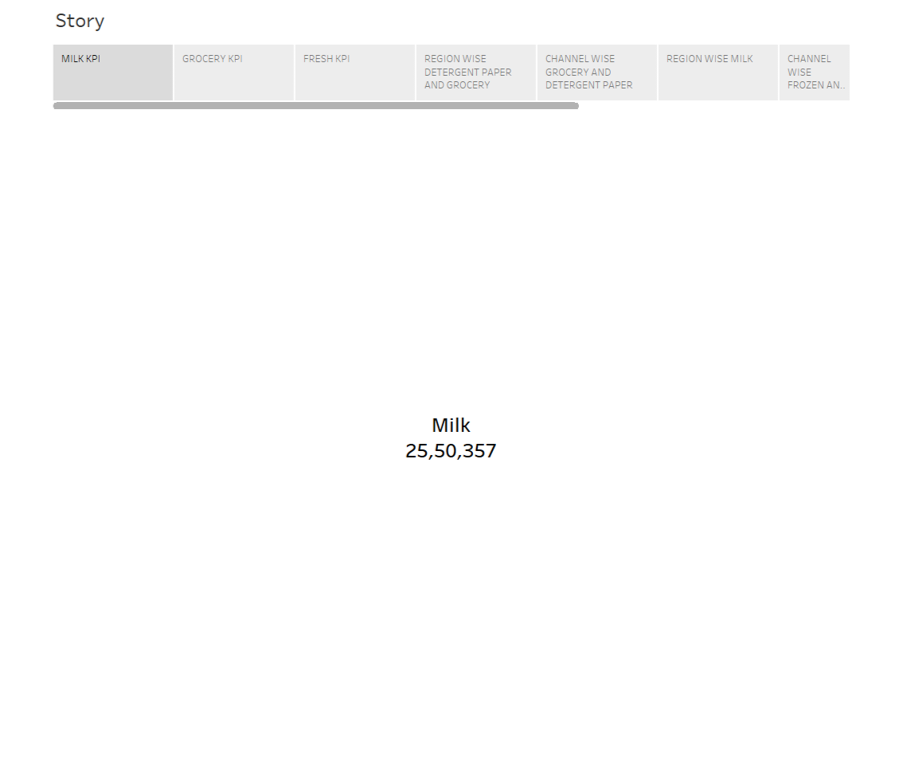 Story
MILK KPI
GROCERY KPI
FRESH KPI
REGION WISE
DETERGENT PAPER
AND GROCERY
CHANNEL WISE
GROCERY AND
DETERGENT PAPER
REGION WISE MILK
CHANNEL
WISE
FROZEN AN..
Milk
25,50,357